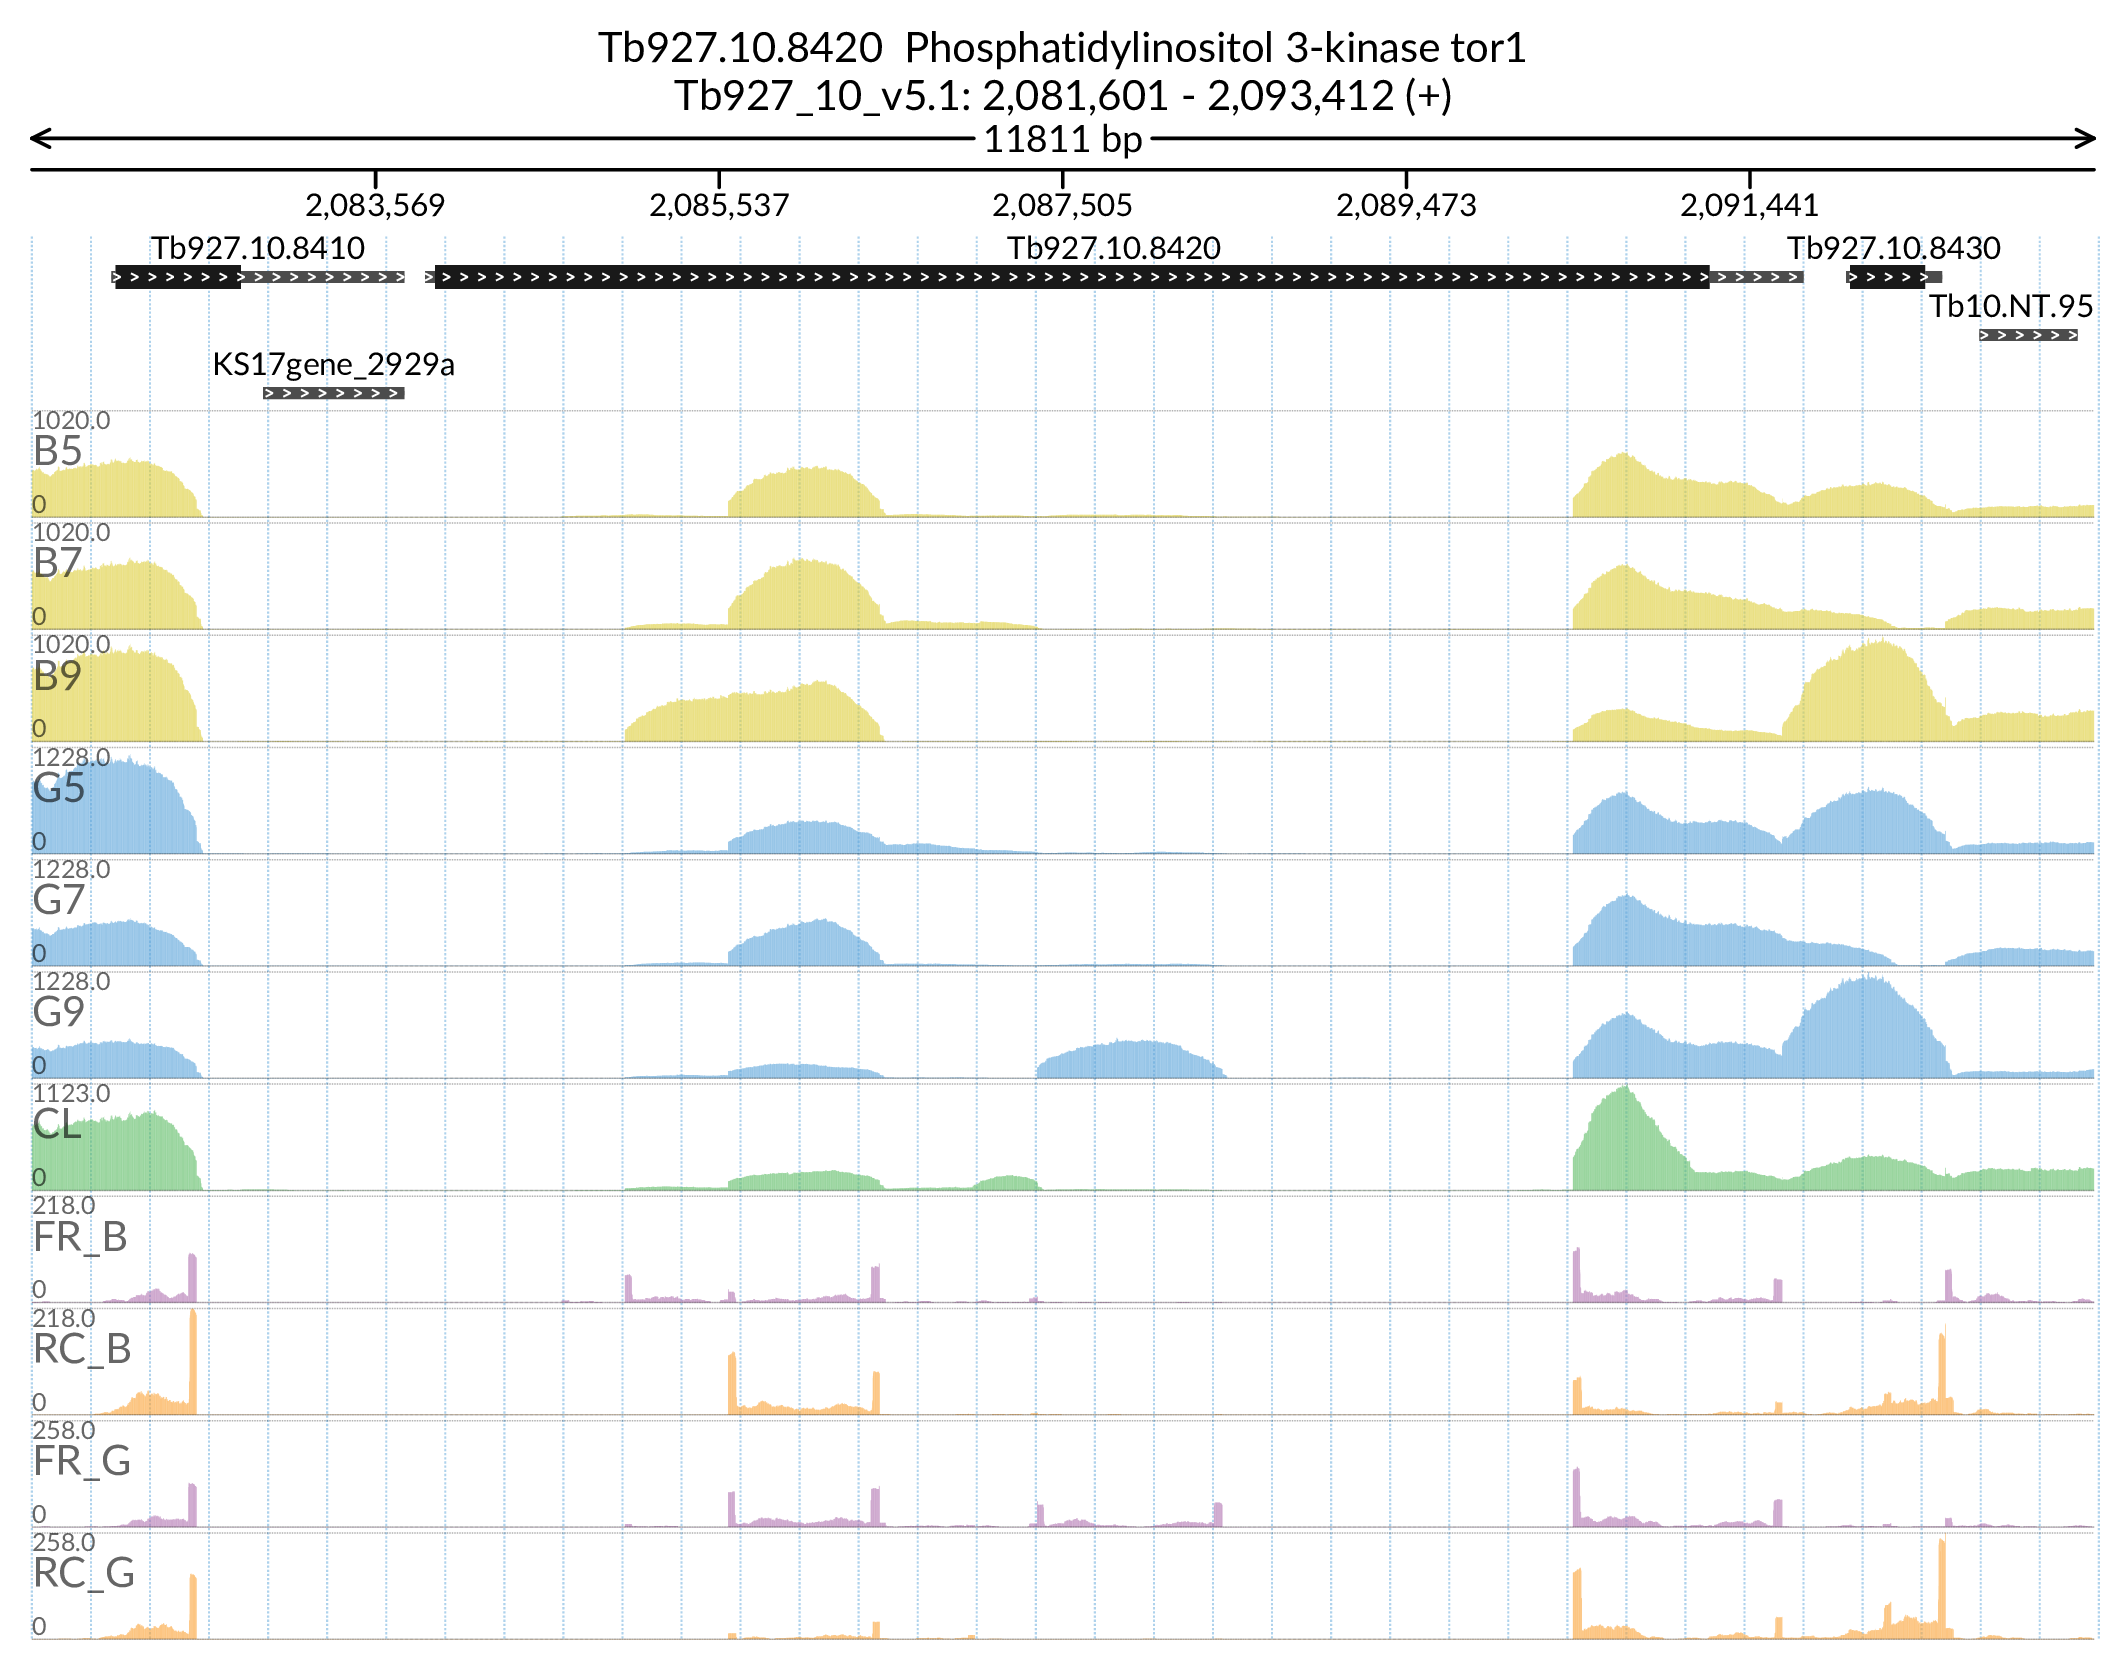 Tb927.10.8420  Phosphatidylinositol 3-kinase tor1
Tb927_10_v5.1: 2,081,601 - 2,093,412 (+)
11811 bp
2,083,569 2,085,537 2,087,505 2,089,473 2,091,441
Tb927.10.8410 Tb927.10.8420 Tb927.10.8430
Tb10.NT.95
KS17gene_2929a
1020.0
B5
0
1020.0
B7
0
1020.0
B9
0
1228.0
G5
0
1228.0
G7
0
1228.0
G9
0
1123.0
CL
0
218.0
FR_B
0
218.0
RC_B
0
258.0
FR_G
0
258.0
RC_G
0